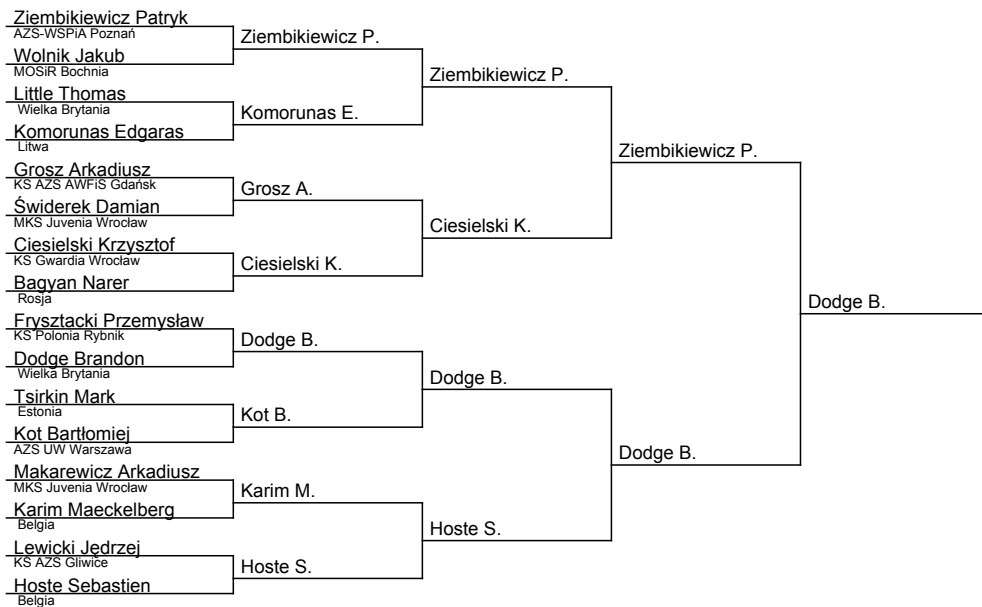 Ziembikiewicz Patryk
AZS-WSPiA Poznań
Wolnik Jakub
MOSiR Bochnia
Little Thomas
Wielka Brytania
Komorunas Edgaras
Litwa
Grosz Arkadiusz
KS AZS AWFiS Gdańsk
Świderek Damian
MKS Juvenia Wrocław
Ciesielski Krzysztof
KS Gwardia Wrocław
Bagyan Narer
Rosja
Frysztacki Przemysław
KS Polonia Rybnik
Dodge Brandon
Wielka Brytania
Tsirkin Mark
Estonia
Kot Bartłomiej
AZS UW Warszawa
Makarewicz Arkadiusz
MKS Juvenia Wrocław
Karim Maeckelberg
Belgia
Lewicki Jędrzej
KS AZS Gliwice
Hoste Sebastien
Belgia
Ziembikiewicz P.
Komorunas E.
Grosz A.
Ciesielski K.
Dodge B.
Kot B.
Karim M.
Hoste S.
Ziembikiewicz P.
Ciesielski K.
Dodge B.
Hoste S.
Ziembikiewicz P.
Dodge B.
Dodge B.